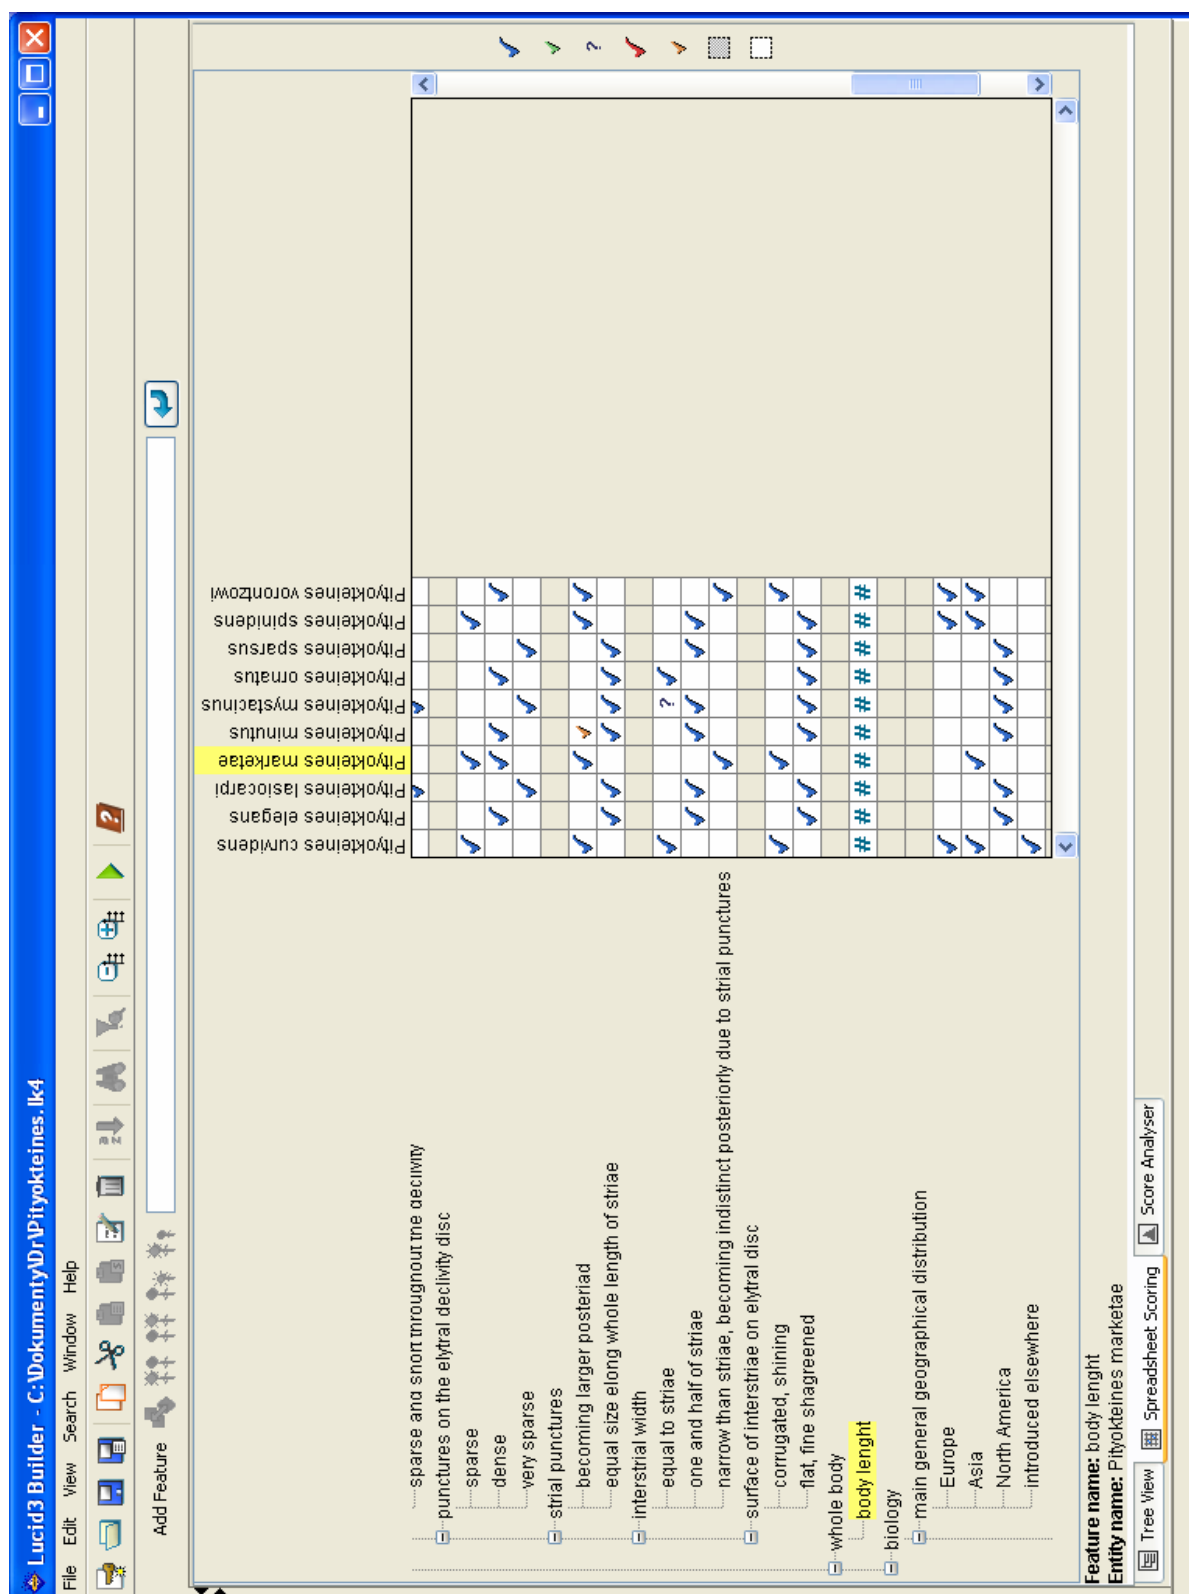 Lucid3 Builder - C:\Dokumenty\Dr\Pityokteines.lk4
File Edit View Search Window Help
Add Feature
Pityokteines curvidens
Pityokteines elegans
Pityokteines lasiocarpi
Pityokteines marketae
Pityokteines minutus
Pityokteines mystacinus
Pityokteines ornatus
Pityokteines sparsus
Pityokteines spinidens
Pityokteines vorontzowi
sparse and short throughout the declivity
punctures on the elytral declivity disc
sparse
dense
very sparse
strial punctures
becoming larger posteriad
equal size along whole length of striae
interstrial width
equal to striae
?
one and half of striae
narrow than striae, becoming indistinct posteriorly due to strial punctures
surface of interstriae on elytral disc
corrugated, shining
flat, fine shagreened
whole body
body lenght # # # # # # # # # #
biology
main general geographical distribution
Europe
Asia
North America
introduced elsewhere
Feature name: body lenght
Entity name: Pityokteines marketae
Tree View Spreadsheet Scoring Score Analyser